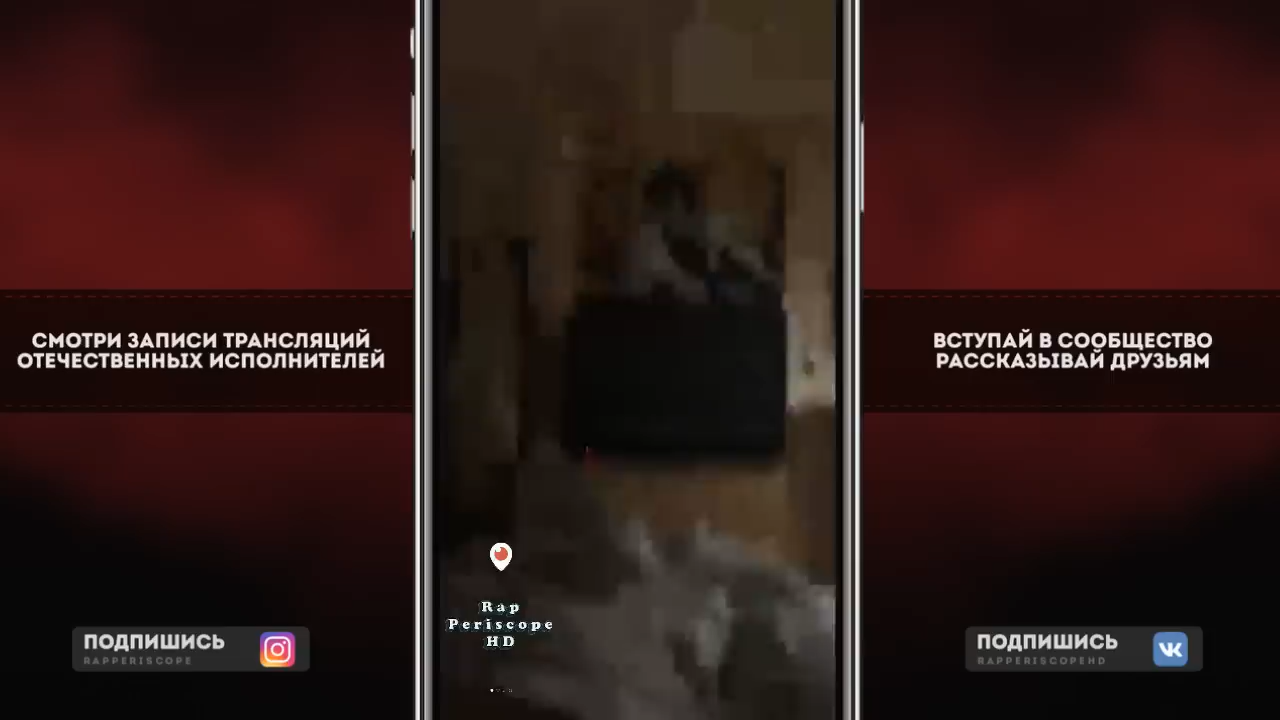 СМОТРИ ЗАПИСИ ТРАНСЛЯЦИЙ
ОТЕЧЕСТВЕННЫХ ИСПОЛНИТЕЛЕЙ
ВСТУПАЙ В СООБЩЕСТВО
РАССКАЗЫВАЙ ДРУЗЬЯМ
Rap
Periscope
HD
ПОДПИШИСЬ
RAPPERISCOPE
ПОДПИШИСЬ
RAPPERISCOPEHD